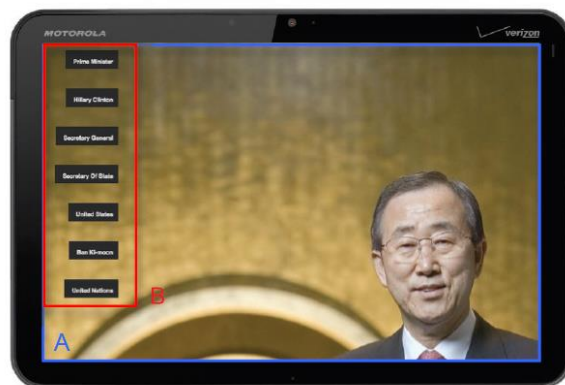 MOTOROLA
verizon
Prime Minister
Hillary Clinton
Secretary General
Secretary Of State
United States
Ban Ki-moon
United Nations
B
A